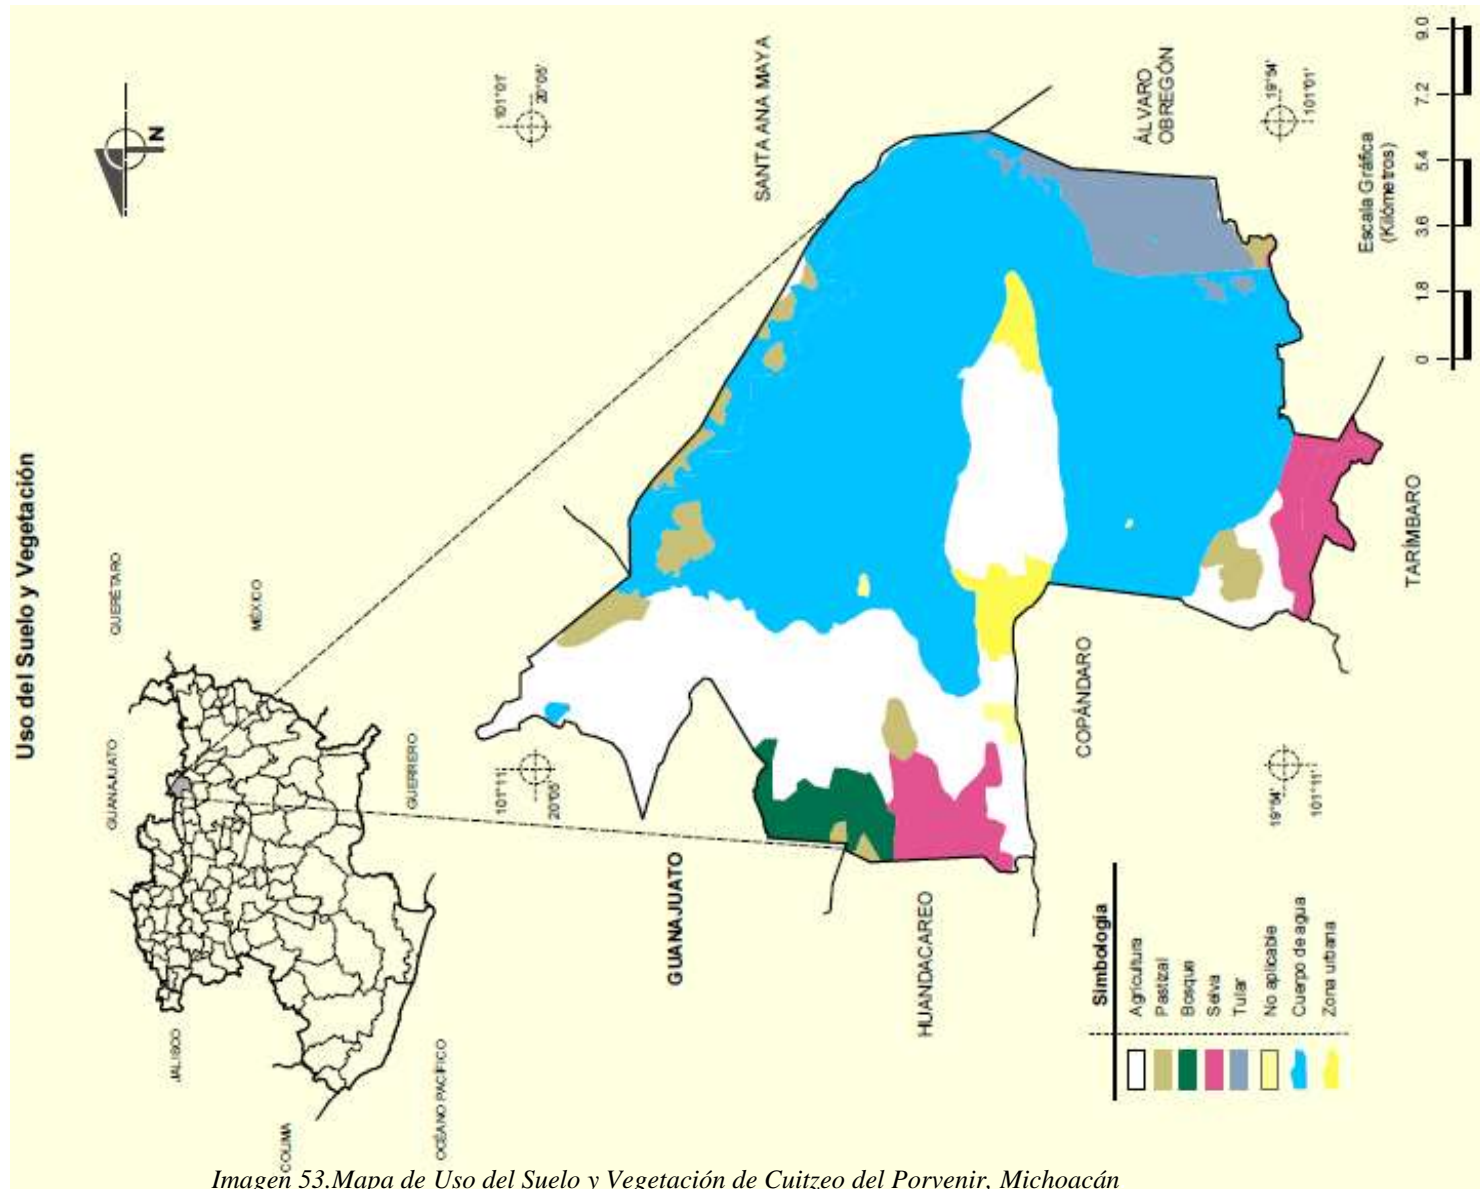 Uso del Suelo y Vegetación
QUERÉTARO
MÉXICO
GUANAJUATO
GUERRERO
JALISCO
COLIMA
OCÉANO PACÍFICO
N
101°01'
20°05'
SANTA ANA MAYA
ÁLVARO
OBREGÓN
19°54'
101°01'
101°11'
20°05'
GUANAJUATO
HUANDACAREO
COPÁNDARO
TARÍMBARO
19°54'
101°11'
Escala Gráfica
(Kilómetros)
0 1.8 3.6 5.4 7.2 9.0
Simbología
Agricultura
Pastizal
Bosque
Selva
Tular
No aplicable
Cuerpo de agua
Zona urbana
Imagen 53.Mapa de Uso del Suelo y Vegetación de Cuitzeo del Porvenir, Michoacán